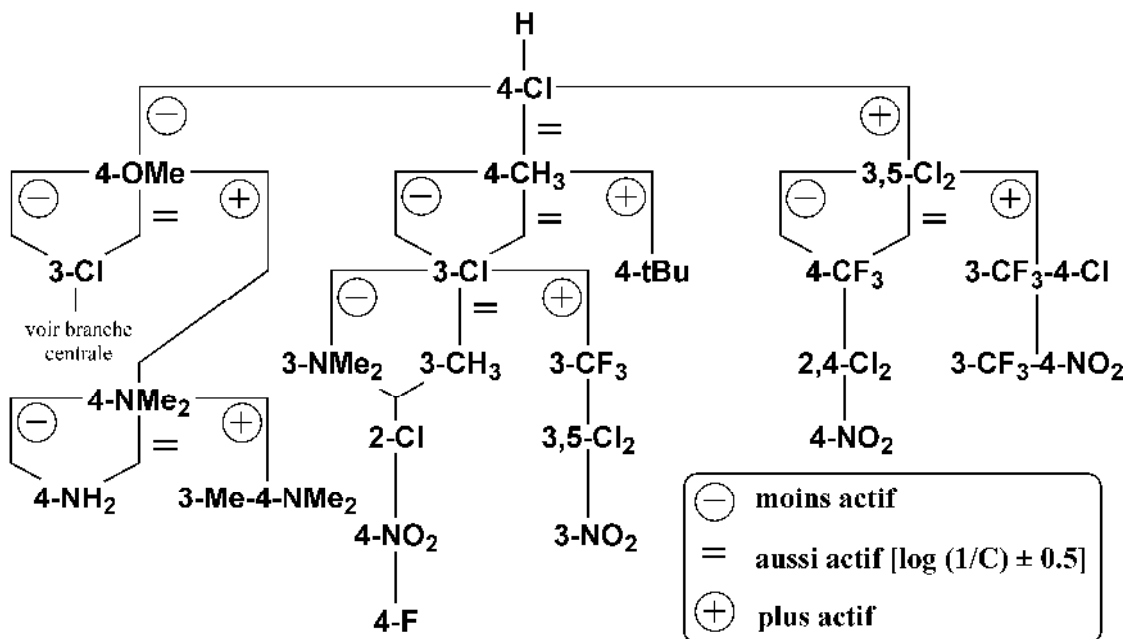 H
4-Cl
−
=
+
4-OMe
4-CH₃
3,5-Cl₂
−
=
+
−
=
+
−
=
+
3-Cl
3-Cl
4-tBu
4-CF₃
3-CF₃-4-Cl
voir branche
centrale
−
=
+
3-NMe₂
3-CH₃
3-CF₃
2,4-Cl₂
3-CF₃-4-NO₂
4-NMe₂
−
=
+
2-Cl
3,5-Cl₂
4-NO₂
4-NH₂
3-Me-4-NMe₂
4-NO₂
3-NO₂
4-F
− moins actif
= aussi actif [log (1/C) ± 0.5]
+ plus actif